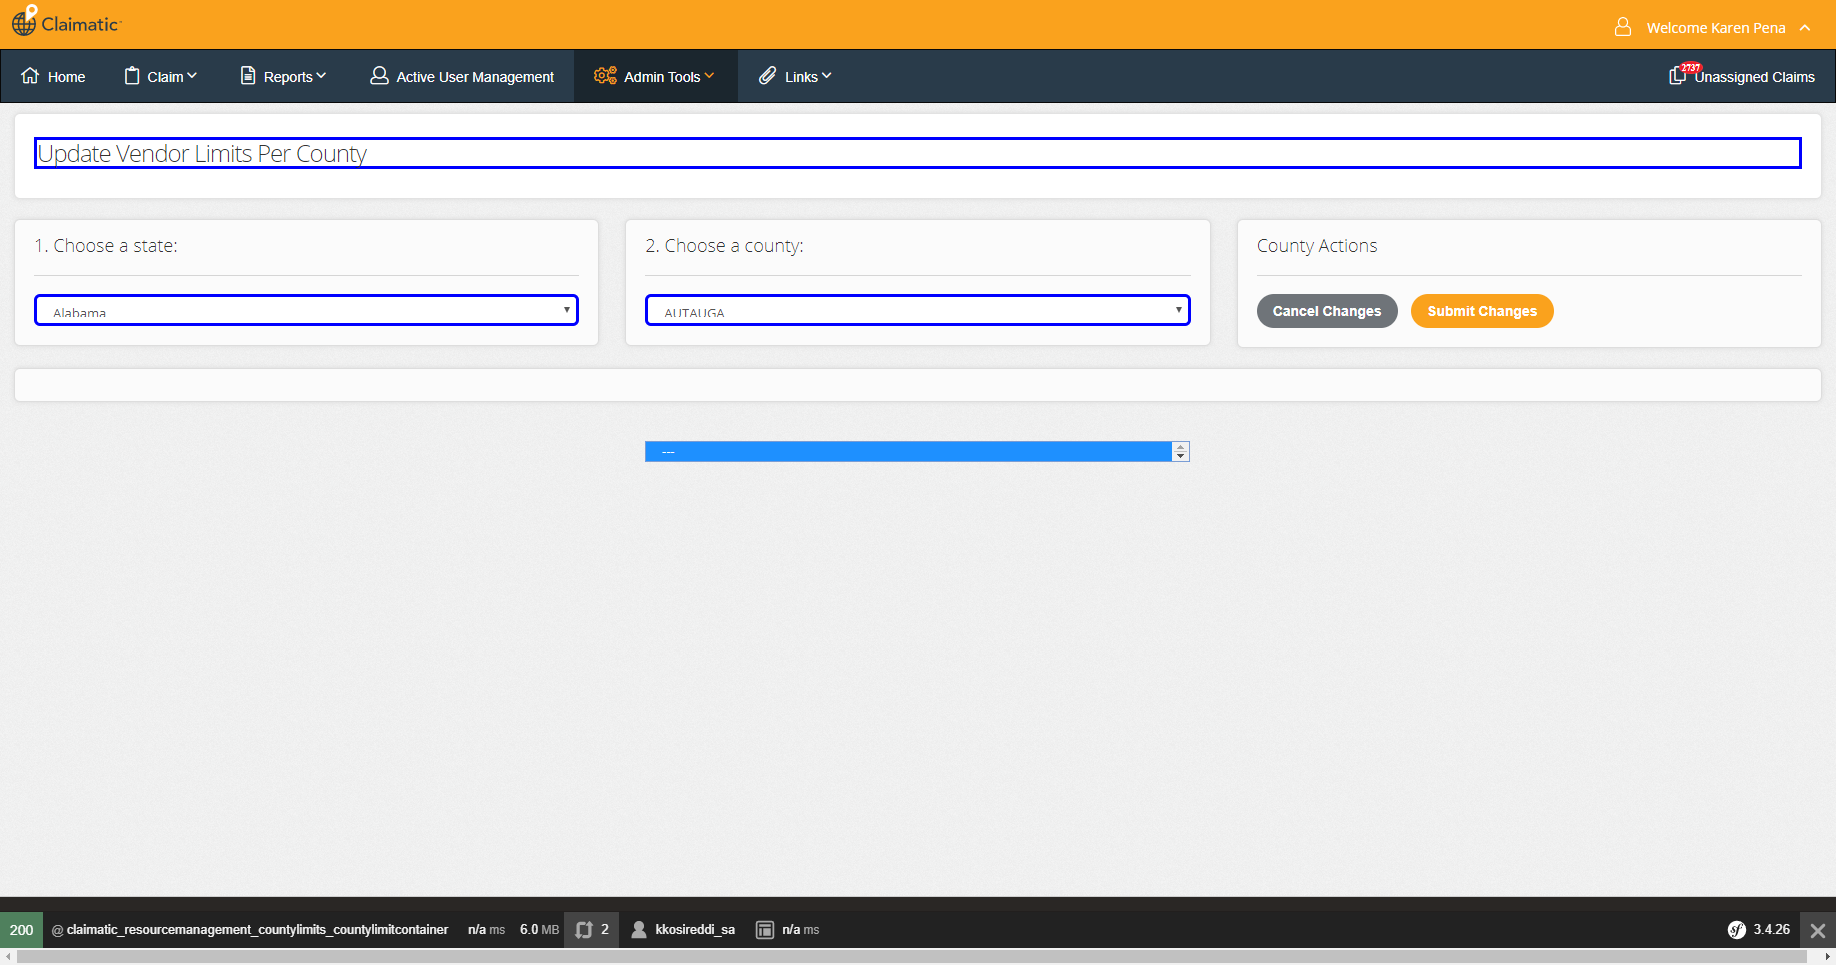 Claimatic
Welcome Karen Pena
Home
Claim
Reports
Active User Management
Admin Tools
Links
2737
Unassigned Claims
Update Vendor Limits Per County
1. Choose a state:
2. Choose a county:
County Actions
Alabama
AUTAUGA
Cancel Changes
Submit Changes
---
200 @ claimatic_resourcemanagement_countylimits_countylimitcontainer n/a ms 6.0 MB 2 kkosireddi_sa n/a ms sf 3.4.26